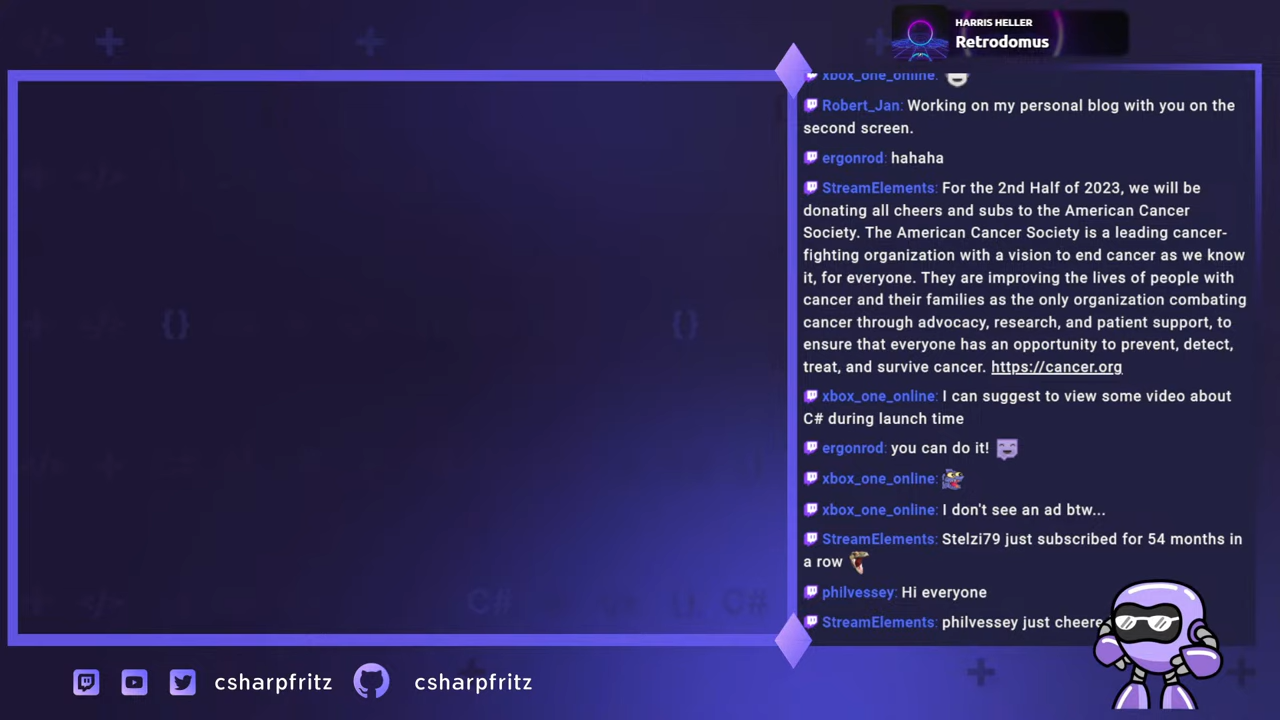 HARRIS HELLER
Retrodomus
xbox_one_online:
Robert_Jan: Working on my personal blog with you on the
second screen.
ergonrod: hahaha
StreamElements: For the 2nd Half of 2023, we will be
donating all cheers and subs to the American Cancer
Society. The American Cancer Society is a leading cancer-
fighting organization with a vision to end cancer as we know
it, for everyone. They are improving the lives of people with
cancer and their families as the only organization combating
cancer through advocacy, research, and patient support, to
ensure that everyone has an opportunity to prevent, detect,
treat, and survive cancer. https://cancer.org
xbox_one_online: I can suggest to view some video about
C# during launch time
ergonrod: you can do it!
xbox_one_online:
xbox_one_online: I don't see an ad btw...
StreamElements: Stelzi79 just subscribed for 54 months in
a row
philvessey: Hi everyone
StreamElements: philvessey just cheere
{} {}
C# {} C#
csharpfritz csharpfritz